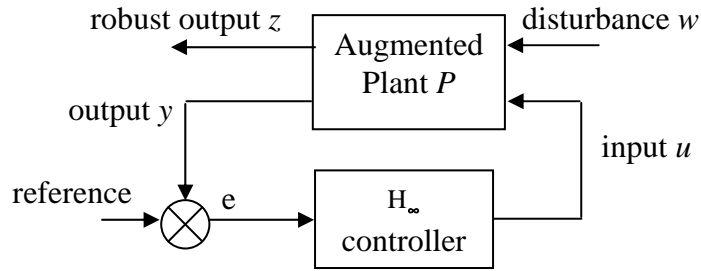 robust output z
Augmented
Plant P
disturbance w
output y
input u
reference
e
H∞
controller